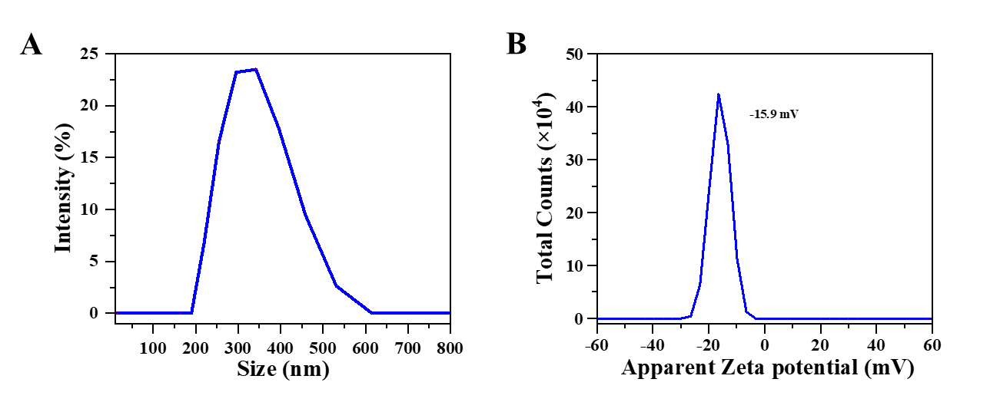 A
25
20
15
10
5
0
Intensity (%)
100 200 300 400 500 600 700 800
Size (nm)
B
50
40
30
20
10
0
Total Counts (×10⁴)
-15.9 mV
-60 -40 -20 0 20 40 60
Apparent Zeta potential (mV)